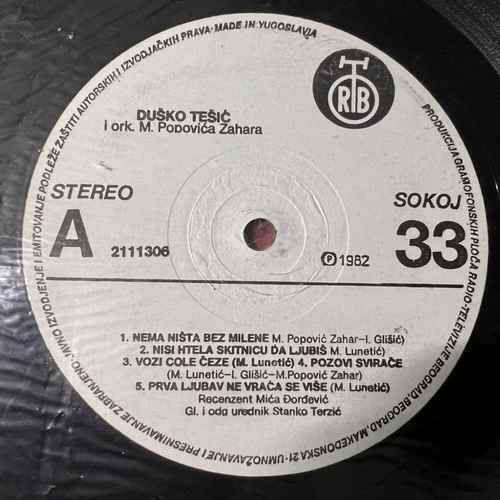 JAVNO IZVODJENJE I EMITOVANJE PODLEŽE ZAŠTITI AUTORSKIH I IZVODJAČKIH PRAVA·MADE IN YUGOSLAVIA
PRODUKCIJA GRAMOFONSKIH PLOČA RADIO-TELEVIZIJE BEOGRAD, BEOGRAD, MAKEDONSKA 21·UMNOŽAVANJE I PRESNIMAVANJE ZABRANJENO:
RTB
DUŠKO TEŠIĆ
i ork. M. Popovića Zahara
STEREO
SOKOJ
A
2111306
Ⓟ 1982
33
1. NEMA NIŠTA BEZ MILENE M. Popović Zahar-I. Glišić)
2. NISI HTELA SKITNICU DA LJUBIŠ M. Lunetić)
3. VOZI COLE ČEZE (M. Lunetić) 4. POZOVI SVIRAČE
(M. Lunetić-I. Glišić-M.Popović Zahar)
5. PRVA LJUBAV NE VRAĆA SE VIŠE (M. Lunetić)
Recenzent Mića Đorđević
Gl. i odg urednik Stanko Terzić